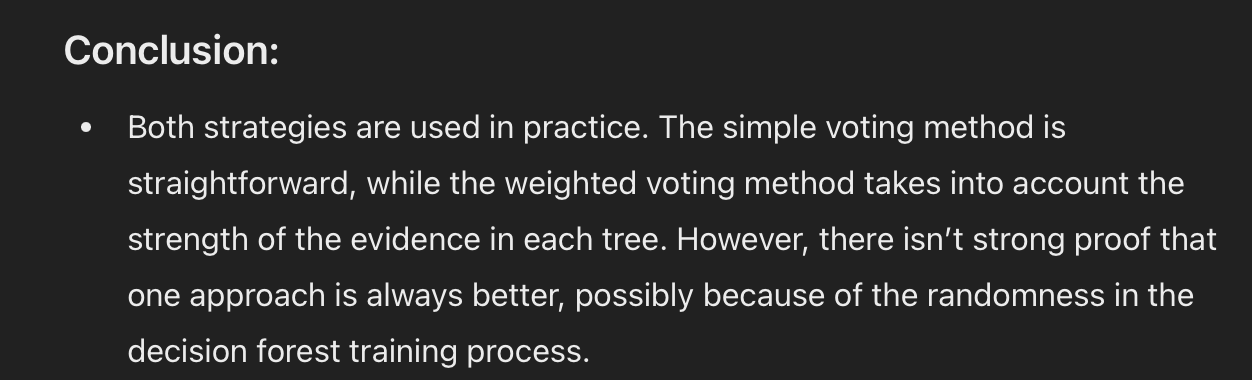 Conclusion:
• Both strategies are used in practice. The simple voting method is
straightforward, while the weighted voting method takes into account the
strength of the evidence in each tree. However, there isn’t strong proof that
one approach is always better, possibly because of the randomness in the
decision forest training process.